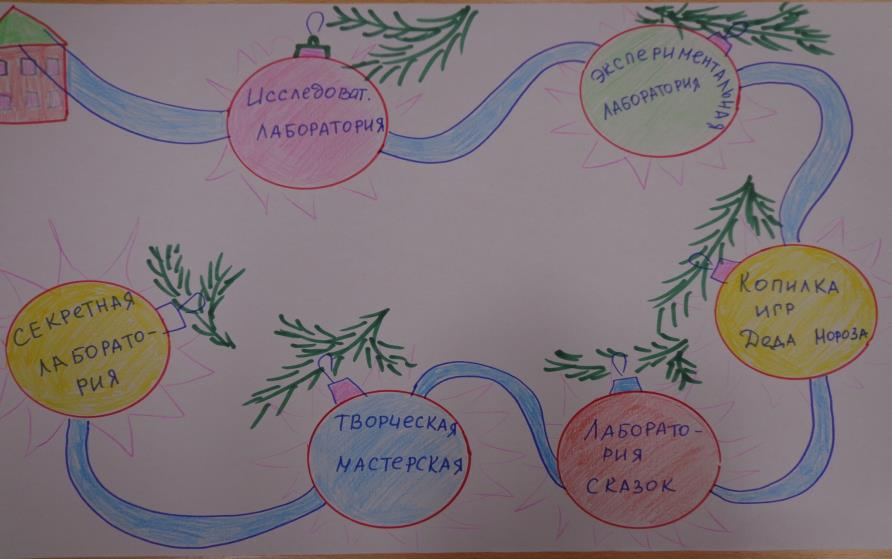 Исследоват.
ЛАБОРАТОРИЯ
ЭКСПЕРИМЕНТАЛЬНАЯ
ЛАБОРАТОРИЯ
КОПИЛКА
ИГР
ДЕДА МОРОЗА
ЛАБОРАТО-
РИЯ
СКАЗОК
ТВОРЧЕСКАЯ
МАСТЕРСКАЯ
СЕКРЕТНАЯ
ЛАБОРАТО-
РИЯ